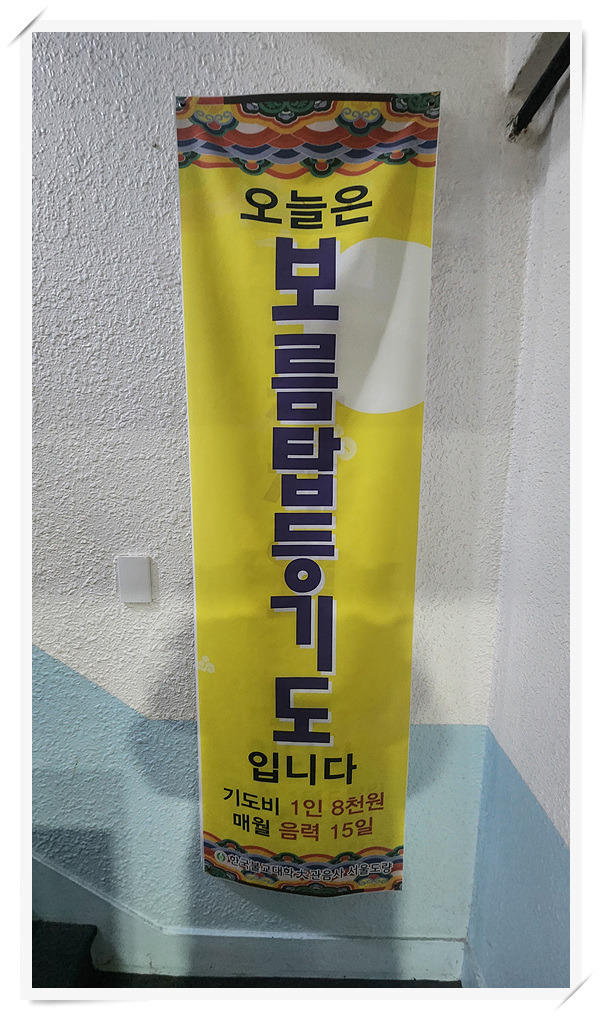 오늘은
보름탑등기도
입니다
기도비 1인 8천원
매월 음력 15일
한국불교대학大관음사 서울도량